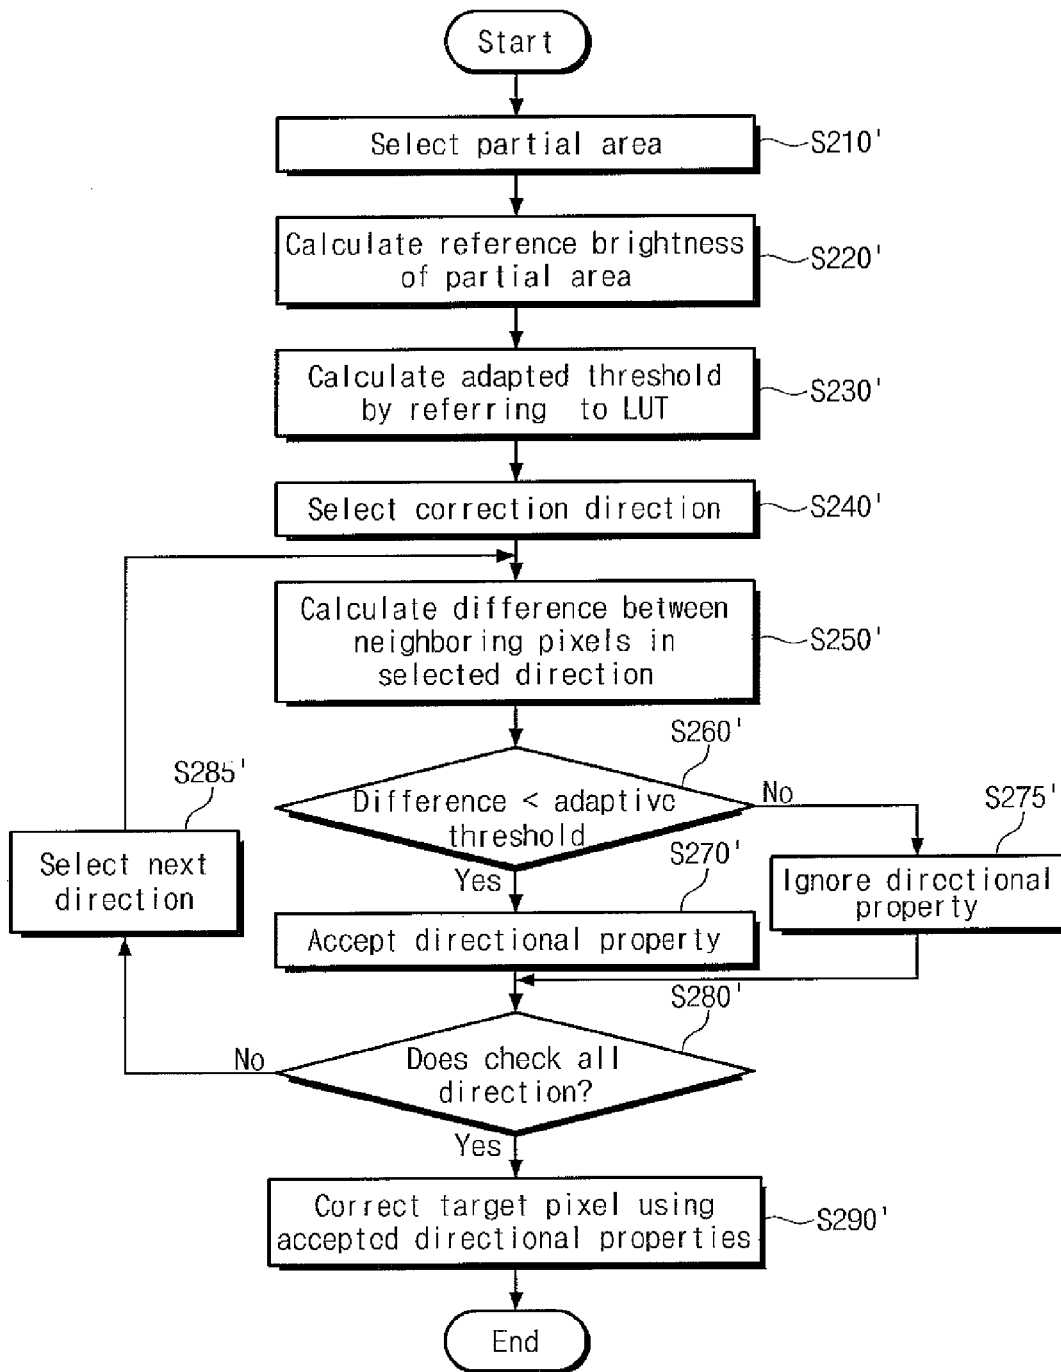 Start
Select partial area
S210'
Calculate reference brightness
of partial area
S220'
Calculate adapted threshold
by referring to LUT
S230'
Select correction direction
S240'
Calculate difference between
neighboring pixels in
selected direction
S250'
S260'
Difference < adaptive
threshold
No
Yes
S270'
S275'
Ignore directional
property
S285'
Select next
direction
Accept directional property
S280'
Does check all
direction?
No
Yes
Correct target pixel using
accepted directional properties
S290'
End